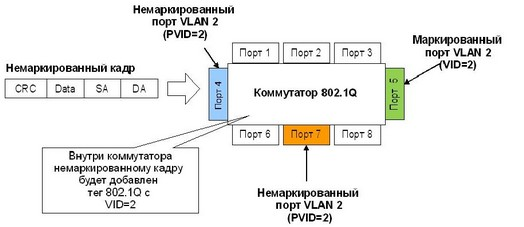 Немаркированный
порт VLAN 2
(PVID=2)
Порт 1
Порт 2
Порт 3
Маркированный
порт VLAN 2
(VID=2)
Немаркированный кадр
CRC
Data
SA
DA
Порт 4
Коммутатор 802.1Q
Порт 5
Порт 6
Порт 7
Порт 8
Внутри коммутатора
немаркированному кадру
будет добавлен
тег 802.1Q с
VID=2
Немаркированный
порт VLAN 2
(PVID=2)